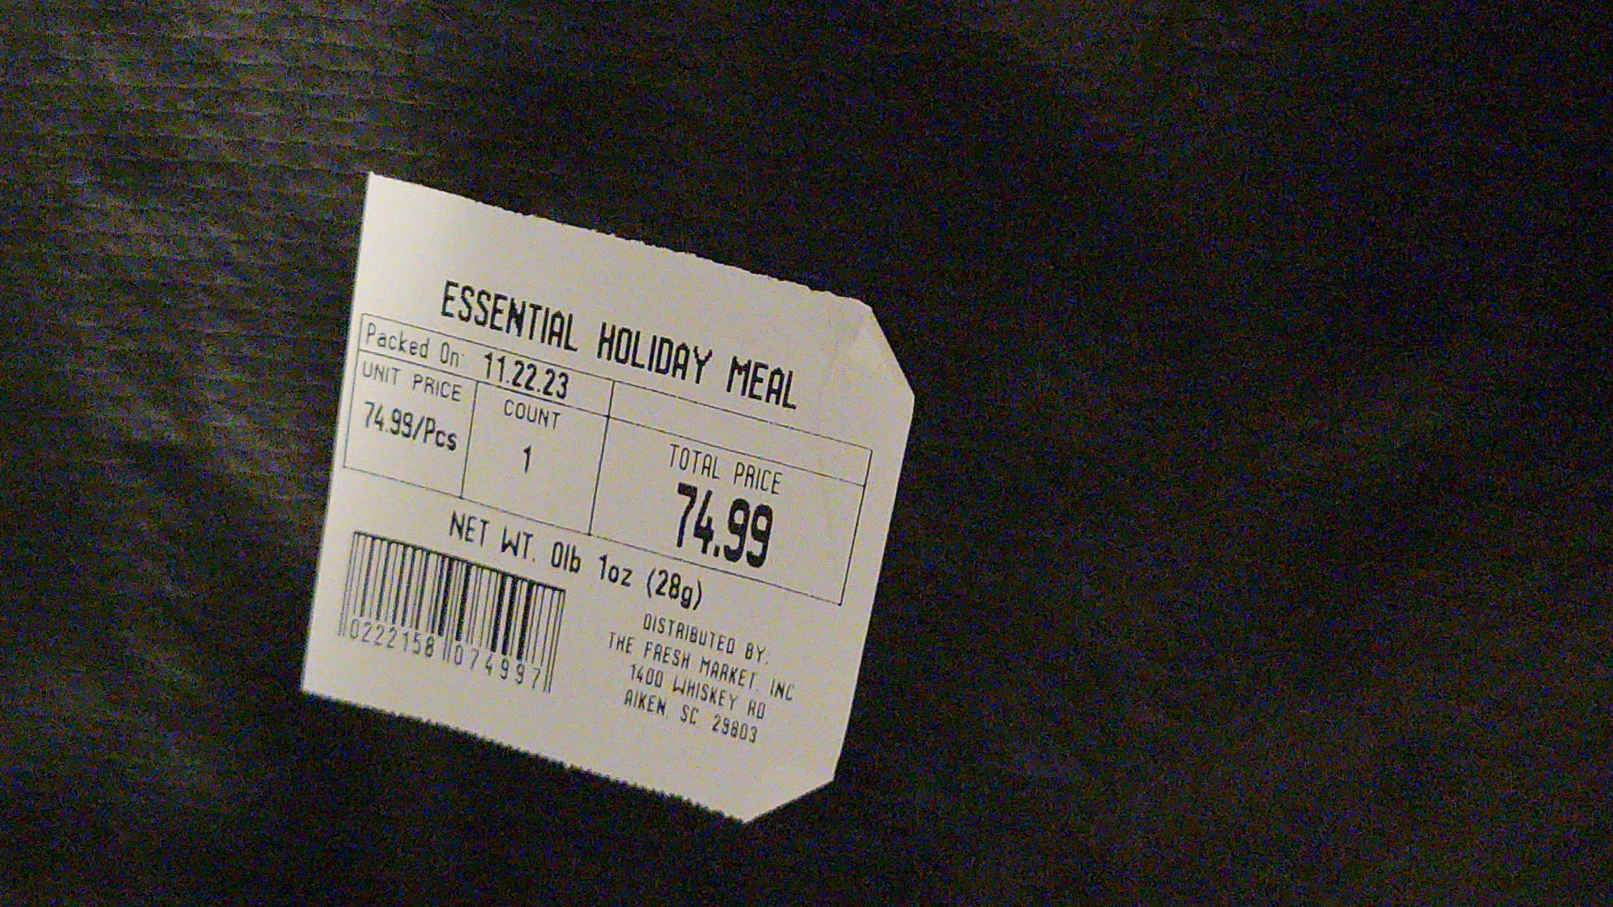 ESSENTIAL HOLIDAY MEAL
Packed On: 11.22.23
UNIT PRICE COUNT TOTAL PRICE
74.99/Pcs 1 74.99
NET WT. 0lb 1oz (28g)
0222158 074997
DISTRIBUTED BY:
THE FRESH MARKET, INC
1400 WHISKEY RD
AIKEN, SC 29803